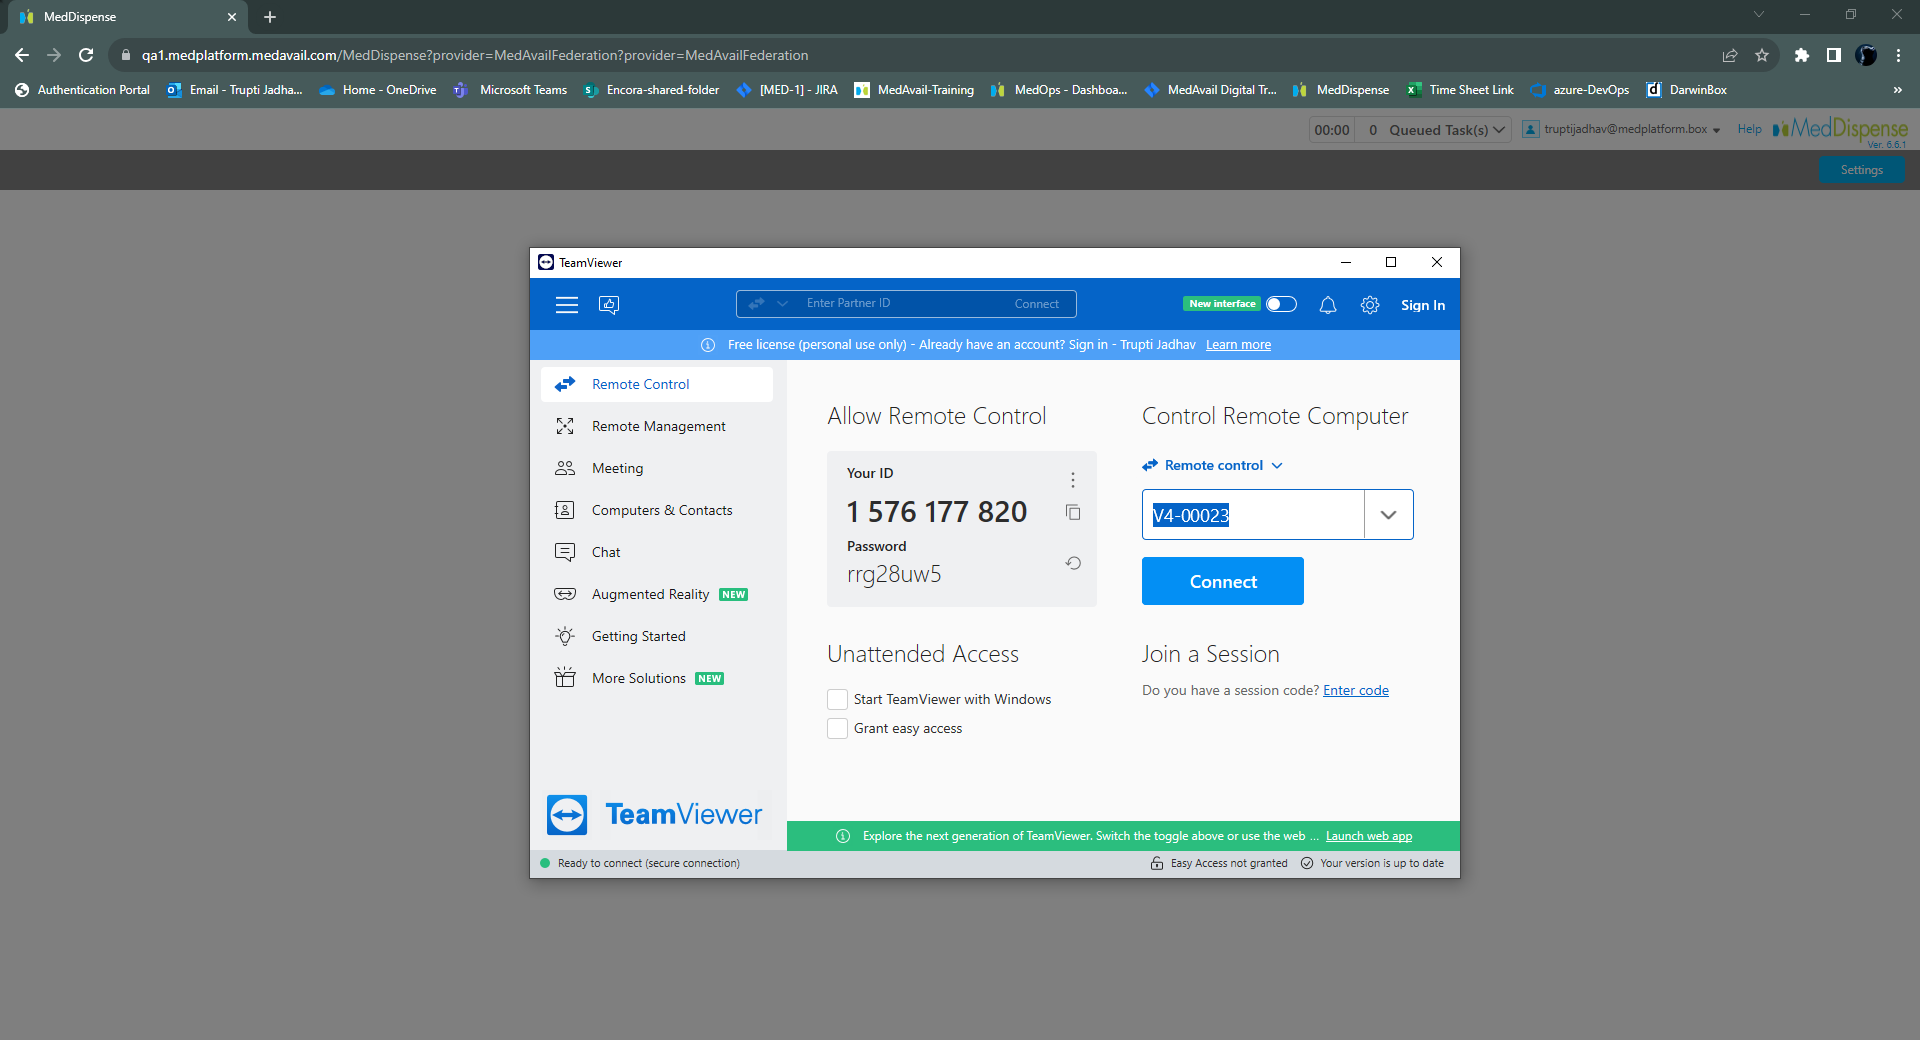 MedDispense
qa1.medplatform.medavail.com/MedDispense?provider=MedAvailFederation?provider=MedAvailFederation
Authentication Portal
Email - Trupti Jadha...
Home - OneDrive
Microsoft Teams
Encora-shared-folder
[MED-1] - JIRA
MedAvail-Training
MedOps - Dashboa...
MedAvail Digital Tr...
MedDispense
Time Sheet Link
azure-DevOps
DarwinBox
»
00:00 0 Queued Task(s)
truptijadhav@medplatform.box
Help
MedDispense
Ver. 6.6.1
Settings
TeamViewer
Enter Partner ID
Connect
New interface
Sign In
Free license (personal use only) - Already have an account? Sign in - Trupti Jadhav Learn more
Remote Control
Remote Management
Meeting
Computers & Contacts
Chat
Augmented Reality NEW
Getting Started
More Solutions NEW
TeamViewer
Allow Remote Control
Your ID
1 576 177 820
Password
rrg28uw5
Unattended Access
Start TeamViewer with Windows
Grant easy access
Control Remote Computer
Remote control
V4-00023
Connect
Join a Session
Do you have a session code? Enter code
Explore the next generation of TeamViewer. Switch the toggle above or use the web ... Launch web app
Ready to connect (secure connection)
Easy Access not granted
Your version is up to date